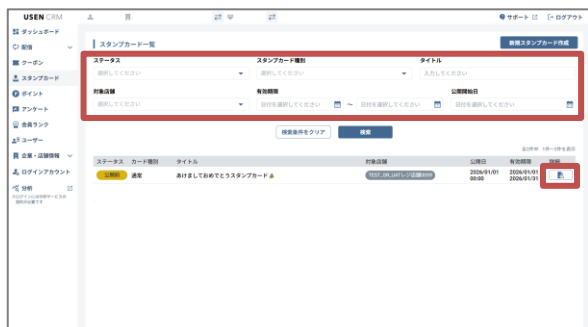 USEN CRM
サポート
ログアウト
ダッシュボード
配信
クーポン
スタンプカード
ポイント
アンケート
会員ランク
ユーザー
企業・店舗情報
ログインアカウント
分析
スタンプカード一覧
新規スタンプカード作成
ステータス スタンプカード種別 タイトル
選択してください 選択してください 入力してください
対象店舗 有効期間 公開開始日
選択してください 日付を選択してください ~ 日付を選択してください 日付を選択してください
検索条件をクリア 検索
ステータス カード種別 タイトル 対象店舗 公開日 有効期間 詳細
公開前 通常 あけましておめでとうスタンプカード 2026/01/01 2026/01/01
00:00 2026/01/31